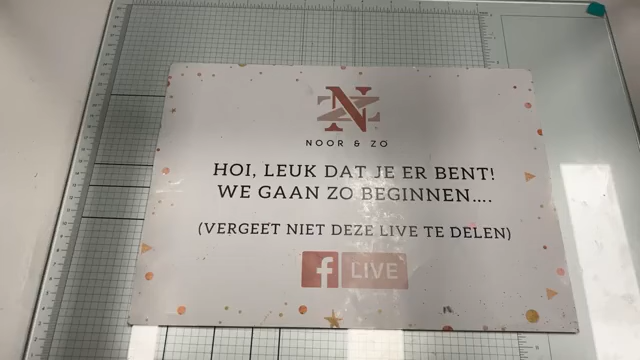 NZ
NOOR & ZO
HOI, LEUK DAT JE ER BENT!
WE GAAN ZO BEGINNEN....
(VERGEET NIET DEZE LIVE TE DELEN)
f LIVE